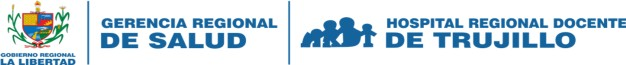 GOBIERNO REGIONAL
LA LIBERTAD
GERENCIA REGIONAL
DE SALUD
HOSPITAL REGIONAL DOCENTE
DE TRUJILLO